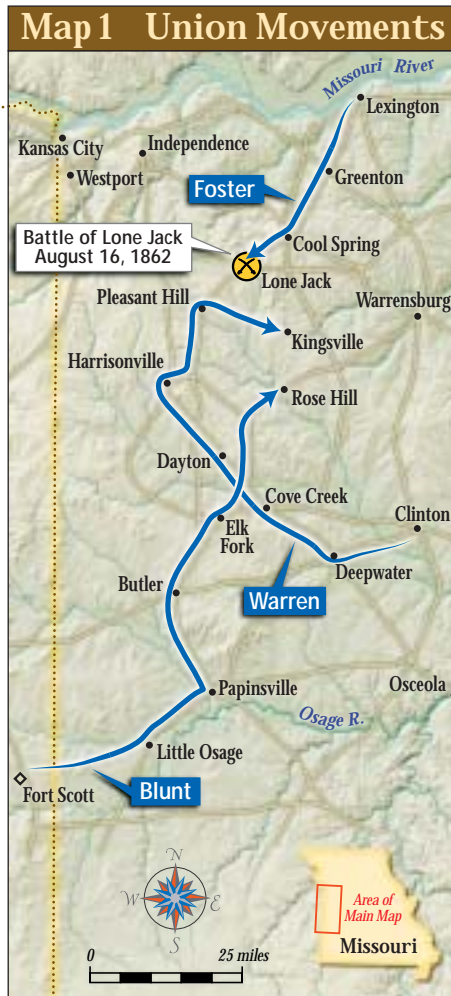 Map 1 Union Movements
Missouri River
Lexington
Kansas City
Independence
Westport
Greenton
Foster
Battle of Lone Jack
August 16, 1862
Cool Spring
Lone Jack
Pleasant Hill
Warrensburg
Kingsville
Harrisonville
Rose Hill
Dayton
Cove Creek
Clinton
Elk
Fork
Deepwater
Butler
Warren
Papinsville
Osceola
Osage R.
Little Osage
Fort Scott
Blunt
N
W
E
S
Area of
Main Map
Missouri
0
25 miles